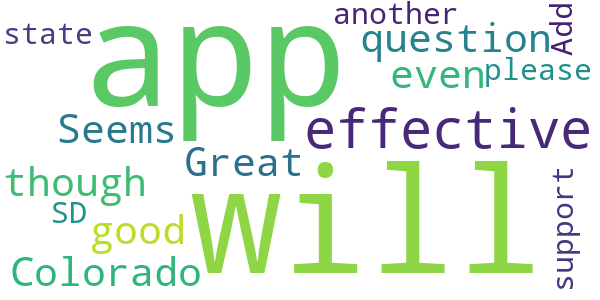 another
state
app
question
Add
even
please
Seems
effective
Great
will
though
SD
good
support
Colorado